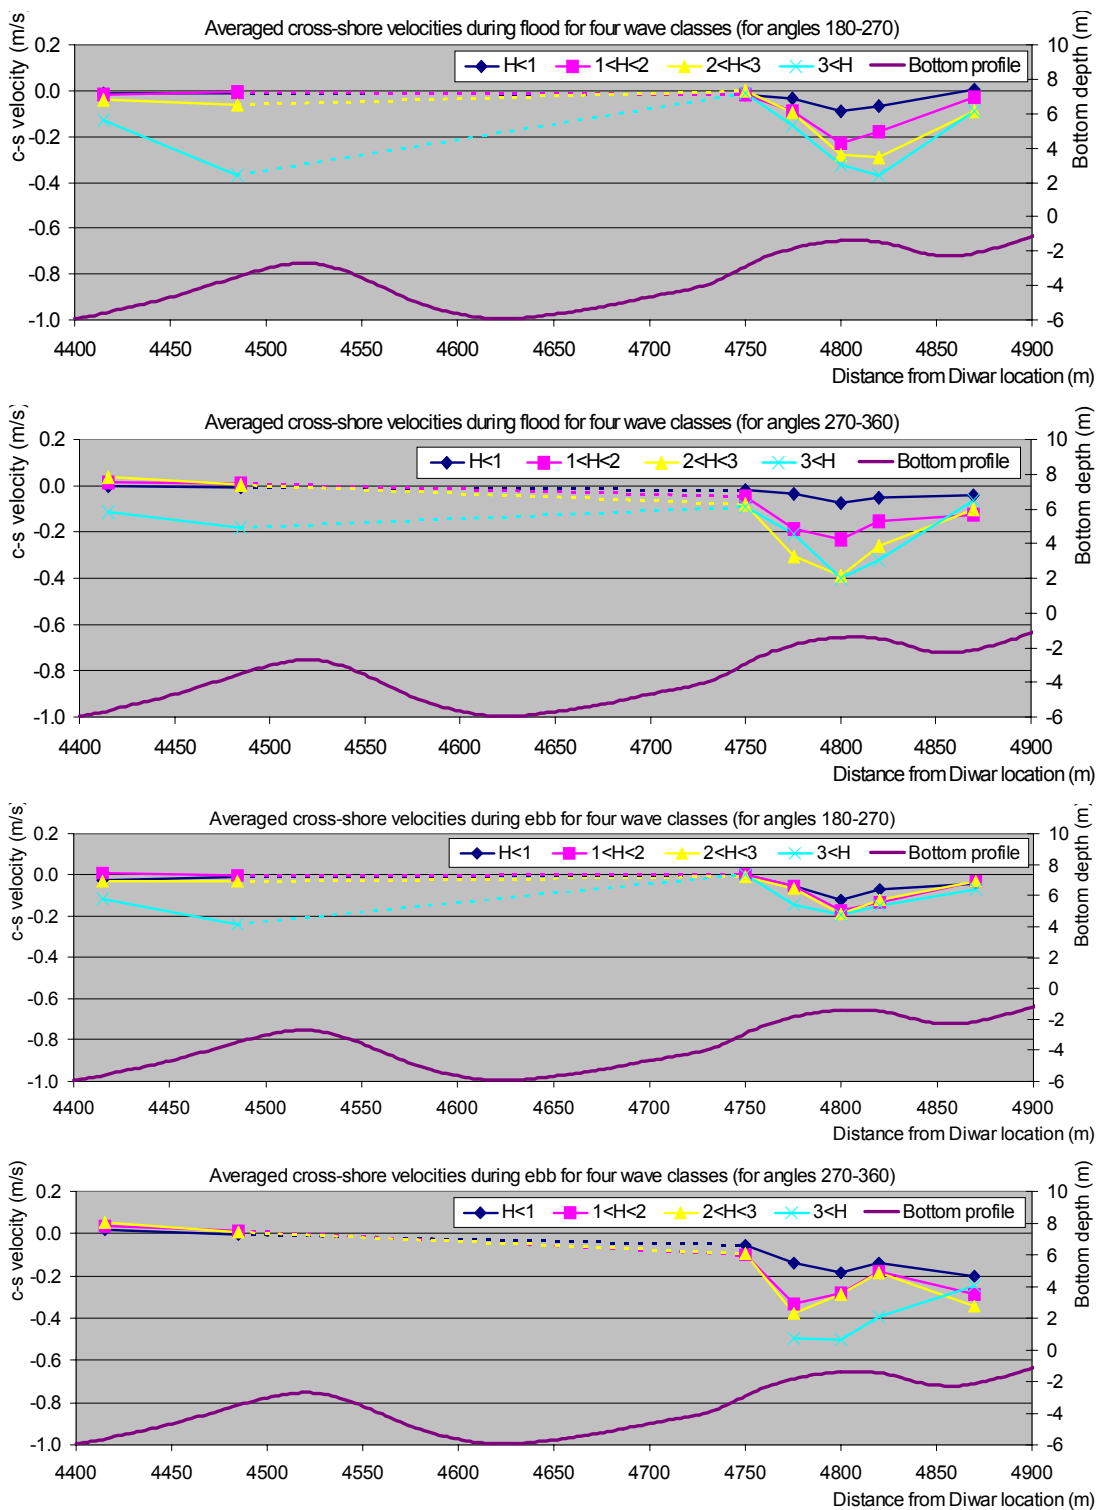 Averaged cross-shore velocities during flood for four wave classes (for angles 180-270)
c-s velocity (m/s)
Bottom depth (m)
H<1 1<H<2 2<H<3 3<H Bottom profile
0.2
0.0
-0.2
-0.4
-0.6
-0.8
-1.0
10
8
6
4
2
0
-2
-4
-6
4400 4450 4500 4550 4600 4650 4700 4750 4800 4850 4900
Distance from Diwar location (m)
Averaged cross-shore velocities during flood for four wave classes (for angles 270-360)
c-s velocity (m/s)
Bottom depth (m)
H<1 1<H<2 2<H<3 3<H Bottom profile
0.2
0.0
-0.2
-0.4
-0.6
-0.8
-1.0
10
8
6
4
2
0
-2
-4
-6
4400 4450 4500 4550 4600 4650 4700 4750 4800 4850 4900
Distance from Diwar location (m)
Averaged cross-shore velocities during ebb for four wave classes (for angles 180-270)
c-s velocity (m/s)
Bottom depth (m)
H<1 1<H<2 2<H<3 3<H Bottom profile
0.2
0.0
-0.2
-0.4
-0.6
-0.8
-1.0
10
8
6
4
2
0
-2
-4
-6
4400 4450 4500 4550 4600 4650 4700 4750 4800 4850 4900
Distance from Diwar location (m)
Averaged cross-shore velocities during ebb for four wave classes (for angles 270-360)
c-s velocity (m/s)
Bottom depth (m)
H<1 1<H<2 2<H<3 3<H Bottom profile
0.2
0.0
-0.2
-0.4
-0.6
-0.8
-1.0
10
8
6
4
2
0
-2
-4
-6
4400 4450 4500 4550 4600 4650 4700 4750 4800 4850 4900
Distance from Diwar location (m)